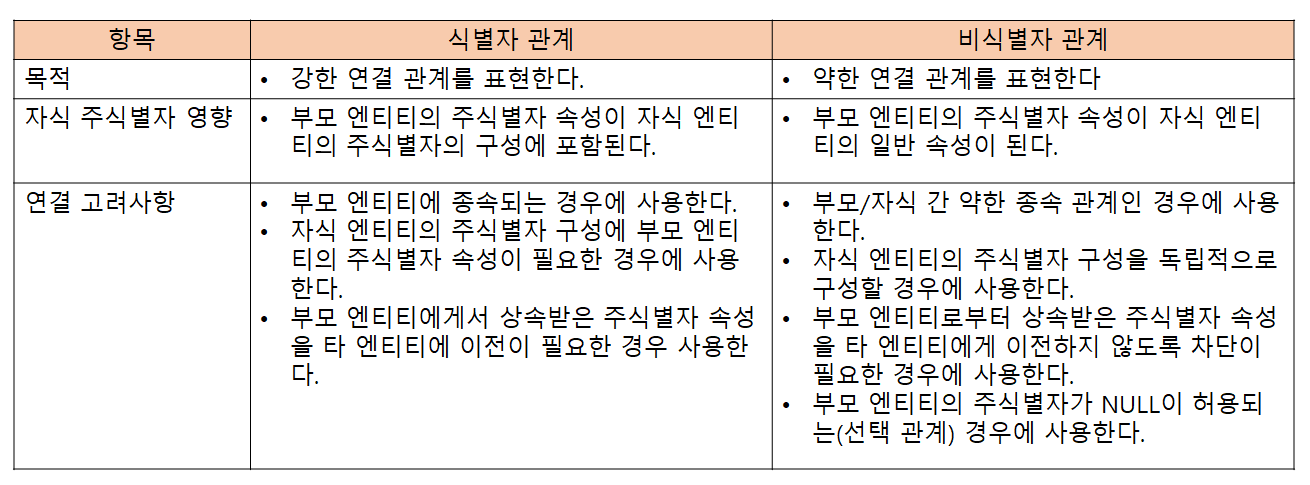 항목
식별자 관계
비식별자 관계
목적
• 강한 연결 관계를 표현한다.
• 약한 연결 관계를 표현한다
자식 주식별자 영향
• 부모 엔티티의 주식별자 속성이 자식 엔티
티의 주식별자의 구성에 포함된다.
• 부모 엔티티의 주식별자 속성이 자식 엔티
티의 일반 속성이 된다.
연결 고려사항
• 부모 엔티티에 종속되는 경우에 사용한다.
• 자식 엔티티의 주식별자 구성에 부모 엔티
티의 주식별자 속성이 필요한 경우에 사용
한다.
• 부모 엔티티에게서 상속받은 주식별자 속성
을 타 엔티티에 이전이 필요한 경우 사용한
다.
• 부모/자식 간 약한 종속 관계인 경우에 사용
한다.
• 자식 엔티티의 주식별자 구성을 독립적으로
구성할 경우에 사용한다.
• 부모 엔티티로부터 상속받은 주식별자 속성
을 타 엔티티에게 이전하지 않도록 차단이
필요한 경우에 사용한다.
• 부모 엔티티의 주식별자가 NULL이 허용되
는(선택 관계) 경우에 사용한다.